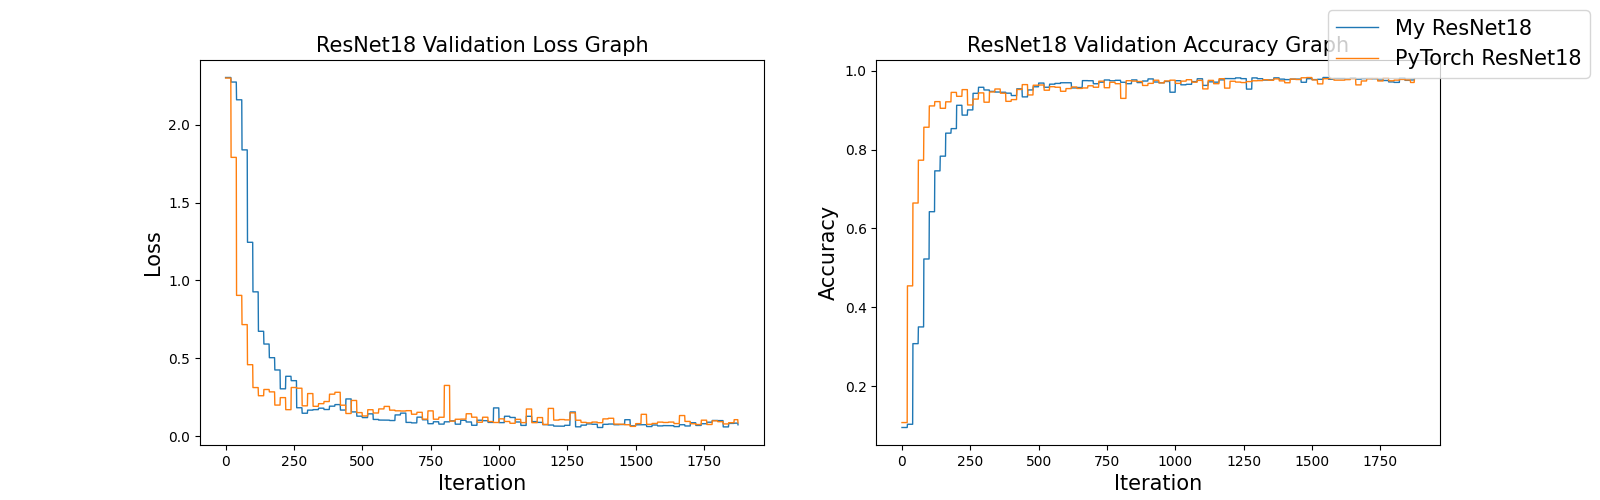 ResNet18 Validation Loss Graph
Loss
2.0
1.5
1.0
0.5
0.0
0 250 500 750 1000 1250 1500 1750
Iteration
ResNet18 Validation Accuracy Graph
Accuracy
1.0
0.8
0.6
0.4
0.2
0 250 500 750 1000 1250 1500 1750
Iteration
My ResNet18
PyTorch ResNet18